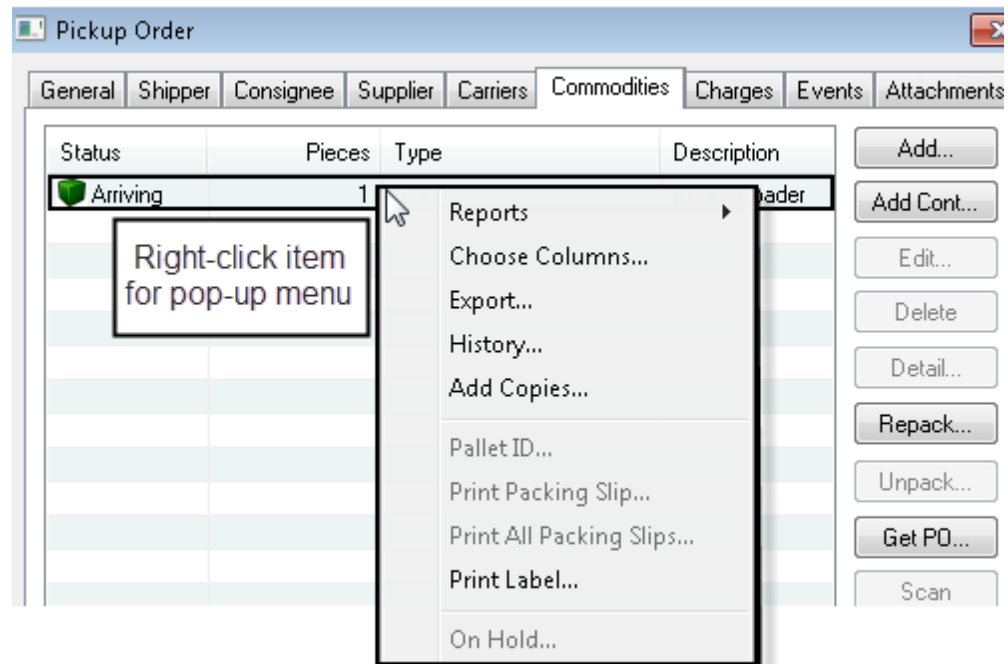 Pickup Order
General Shipper Consignee Supplier Carriers Commodities Charges Events Attachments
Status Pieces Type Description
Arriving 1
Right-click item
for pop-up menu
Reports
Choose Columns...
Export...
History...
Add Copies...
Pallet ID...
Print Packing Slip...
Print All Packing Slips...
Print Label...
On Hold...
Add...
Add Cont...
Edit...
Delete
Detail...
Repack...
Unpack...
Get PO...
Scan